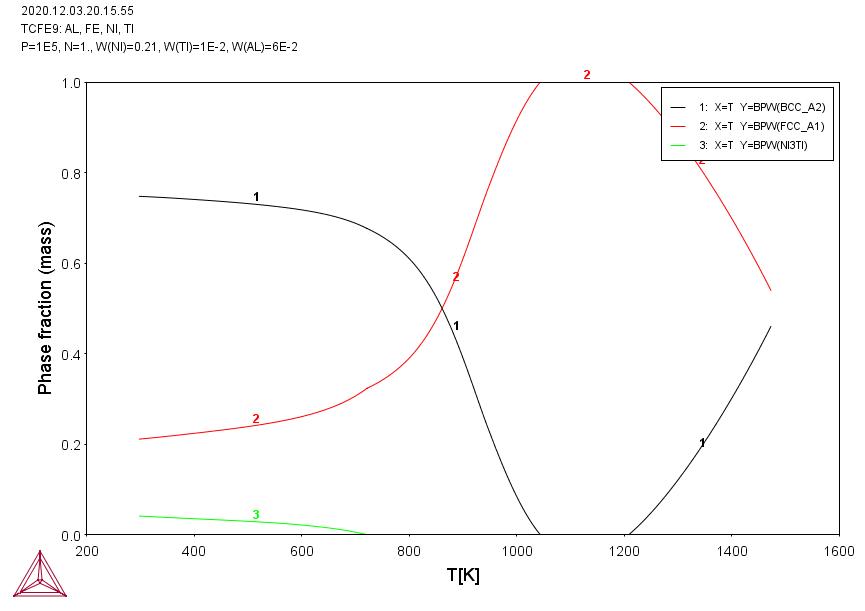 2020.12.03.20.15.55
TCFE9: AL, FE, NI, TI
P=1E5, N=1., W(NI)=0.21, W(TI)=1E-2, W(AL)=6E-2
1: X=T Y=BPW(BCC_A2)
2: X=T Y=BPW(FCC_A1)
3: X=T Y=BPW(NI3TI)
Phase fraction (mass)
1.0
0.8
0.6
0.4
0.2
0.0
2
2
1
2
1
2
3
1
200 400 600 800 1000 1200 1400 1600
T[K]